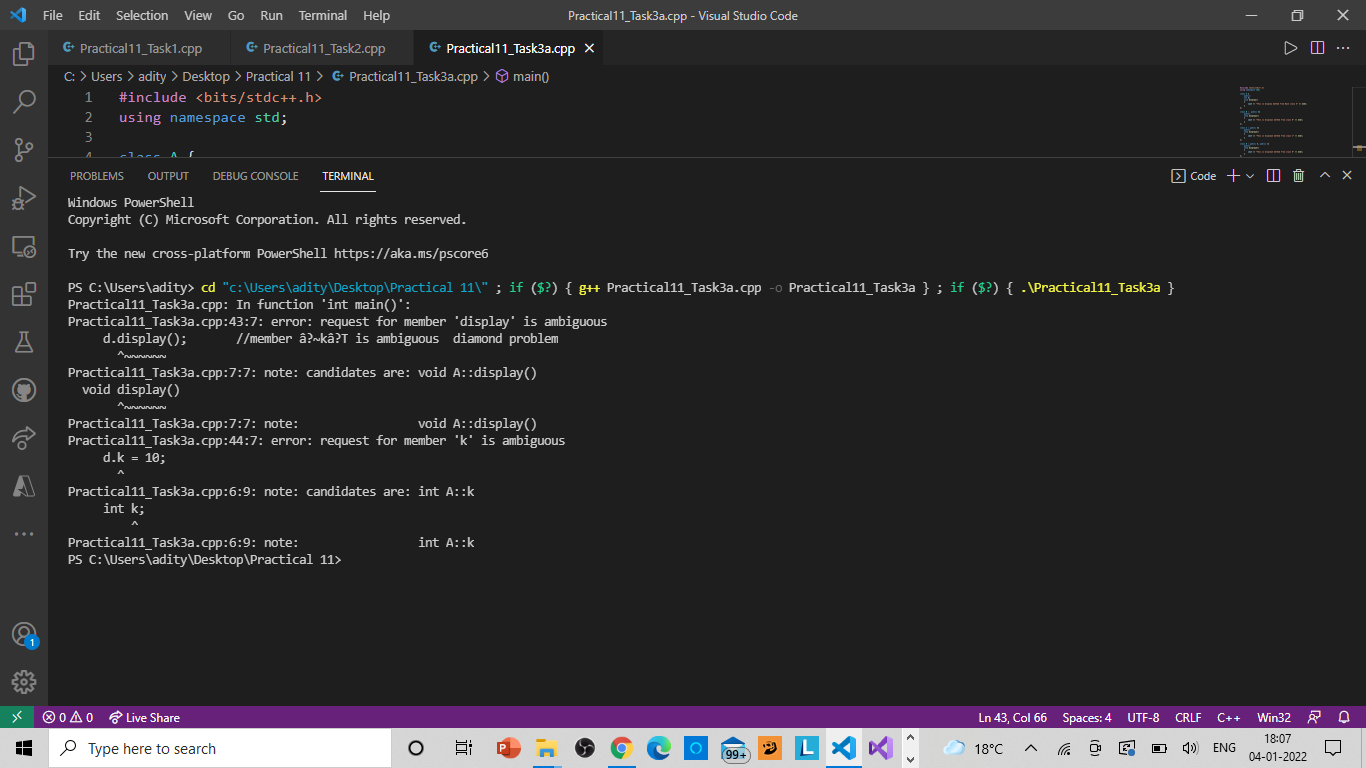 File Edit Selection View Go Run Terminal Help Practical11_Task3a.cpp - Visual Studio Code
Practical11_Task1.cpp Practical11_Task2.cpp Practical11_Task3a.cpp
C: > Users > adity > Desktop > Practical 11 > Practical11_Task3a.cpp > main()
1 #include <bits/stdc++.h>
2 using namespace std;
3
4 class A {
PROBLEMS OUTPUT DEBUG CONSOLE TERMINAL Code
Windows PowerShell
Copyright (C) Microsoft Corporation. All rights reserved.
Try the new cross-platform PowerShell https://aka.ms/pscore6
PS C:\Users\adity> cd "c:\Users\adity\Desktop\Practical 11\" ; if ($?) { g++ Practical11_Task3a.cpp -o Practical11_Task3a } ; if ($?) { .\Practical11_Task3a }
Practical11_Task3a.cpp: In function 'int main()':
Practical11_Task3a.cpp:43:7: error: request for member 'display' is ambiguous
d.display(); //member â?~kâ?T is ambiguous  diamond problem
^~~~~~~
Practical11_Task3a.cpp:7:7: note: candidates are: void A::display()
void display()
^~~~~~~
Practical11_Task3a.cpp:7:7: note: void A::display()
Practical11_Task3a.cpp:44:7: error: request for member 'k' is ambiguous
d.k = 10;
^
Practical11_Task3a.cpp:6:9: note: candidates are: int A::k
int k;
^
Practical11_Task3a.cpp:6:9: note: int A::k
PS C:\Users\adity\Desktop\Practical 11>
1
0 0 Live Share Ln 43, Col 66 Spaces: 4 UTF-8 CRLF C++ Win32
Type here to search 99+ L 18°C ENG 18:07
04-01-2022